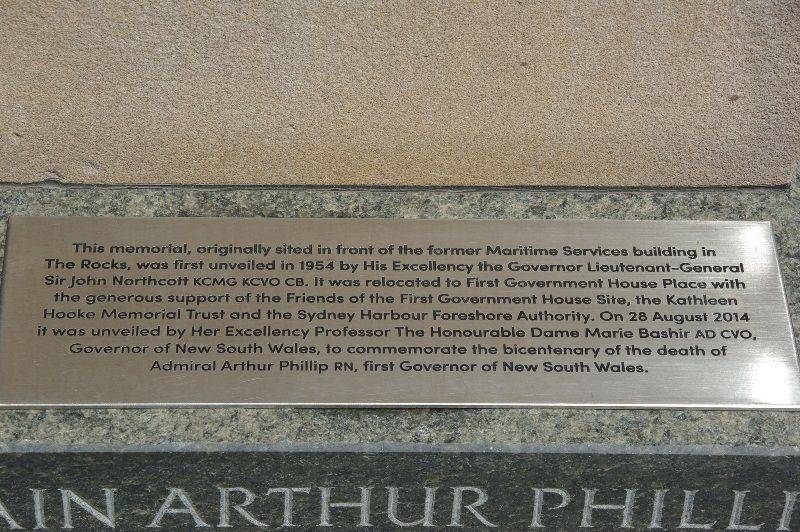 This memorial, originally sited in front of the former Maritime Services building in
The Rocks, was first unveiled in 1954 by His Excellency the Governor Lieutenant-General
Sir John Northcott KCMG KCVO CB. It was relocated to First Government House Place with
the generous support of the Friends of the First Government House Site, the Kathleen
Hooke Memorial Trust and the Sydney Harbour Foreshore Authority. On 28 August 2014
it was unveiled by Her Excellency Professor The Honourable Dame Marie Bashir AD CVO,
Governor of New South Wales, to commemorate the bicentenary of the death of
Admiral Arthur Phillip RN, first Governor of New South Wales.
AIN ARTHUR PHILLI